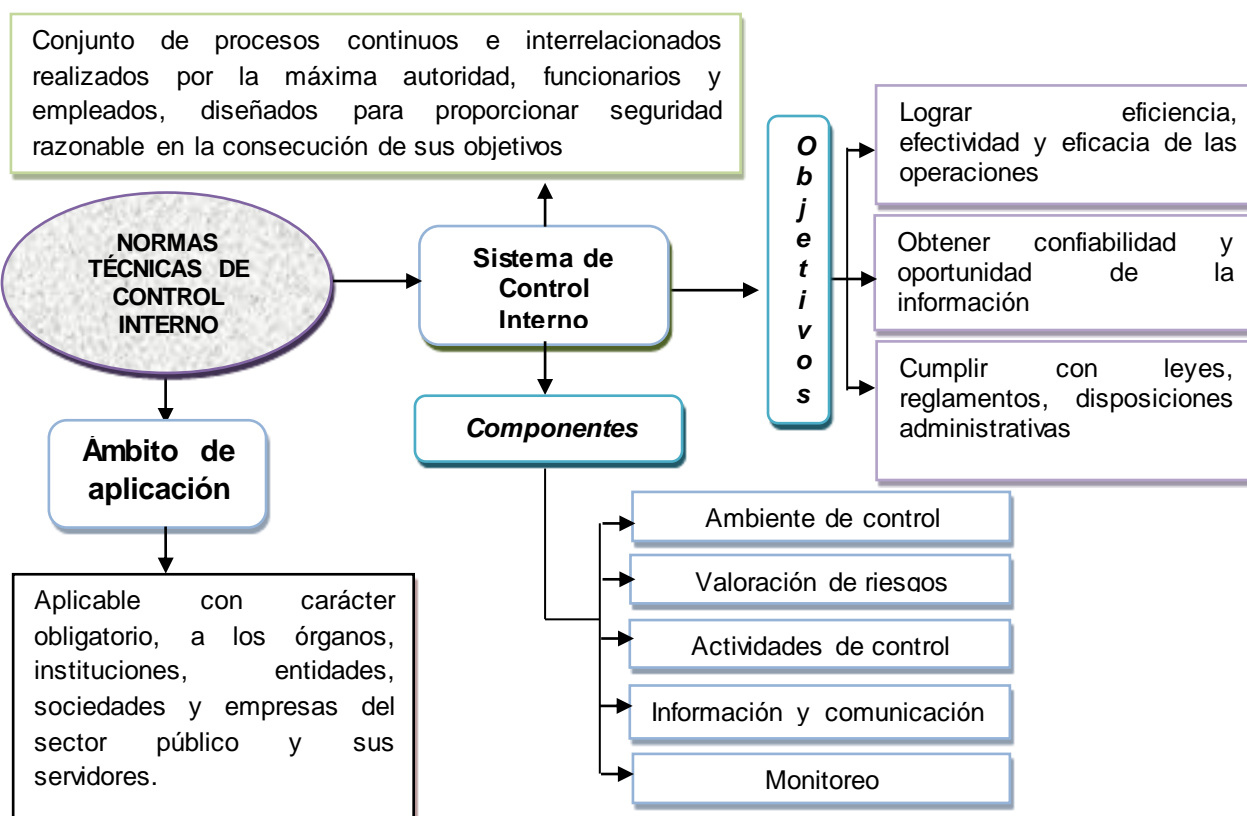 Conjunto de procesos continuos e interrelacionados
realizados por la máxima autoridad, funcionarios y
empleados, diseñados para proporcionar seguridad
razonable en la consecución de sus objetivos
NORMAS
TÉCNICAS DE
CONTROL
INTERNO
Sistema de
Control
Interno
O
b
j
e
t
i
v
o
s
Lograr eficiencia,
efectividad y eficacia de las
operaciones
Obtener confiabilidad y
oportunidad de la
información
Cumplir con leyes,
reglamentos, disposiciones
administrativas
Ámbito de
aplicación
Aplicable con carácter
obligatorio, a los órganos,
instituciones, entidades,
sociedades y empresas del
sector público y sus
servidores.
Componentes
Ambiente de control
Valoración de riesgos
Actividades de control
Información y comunicación
Monitoreo